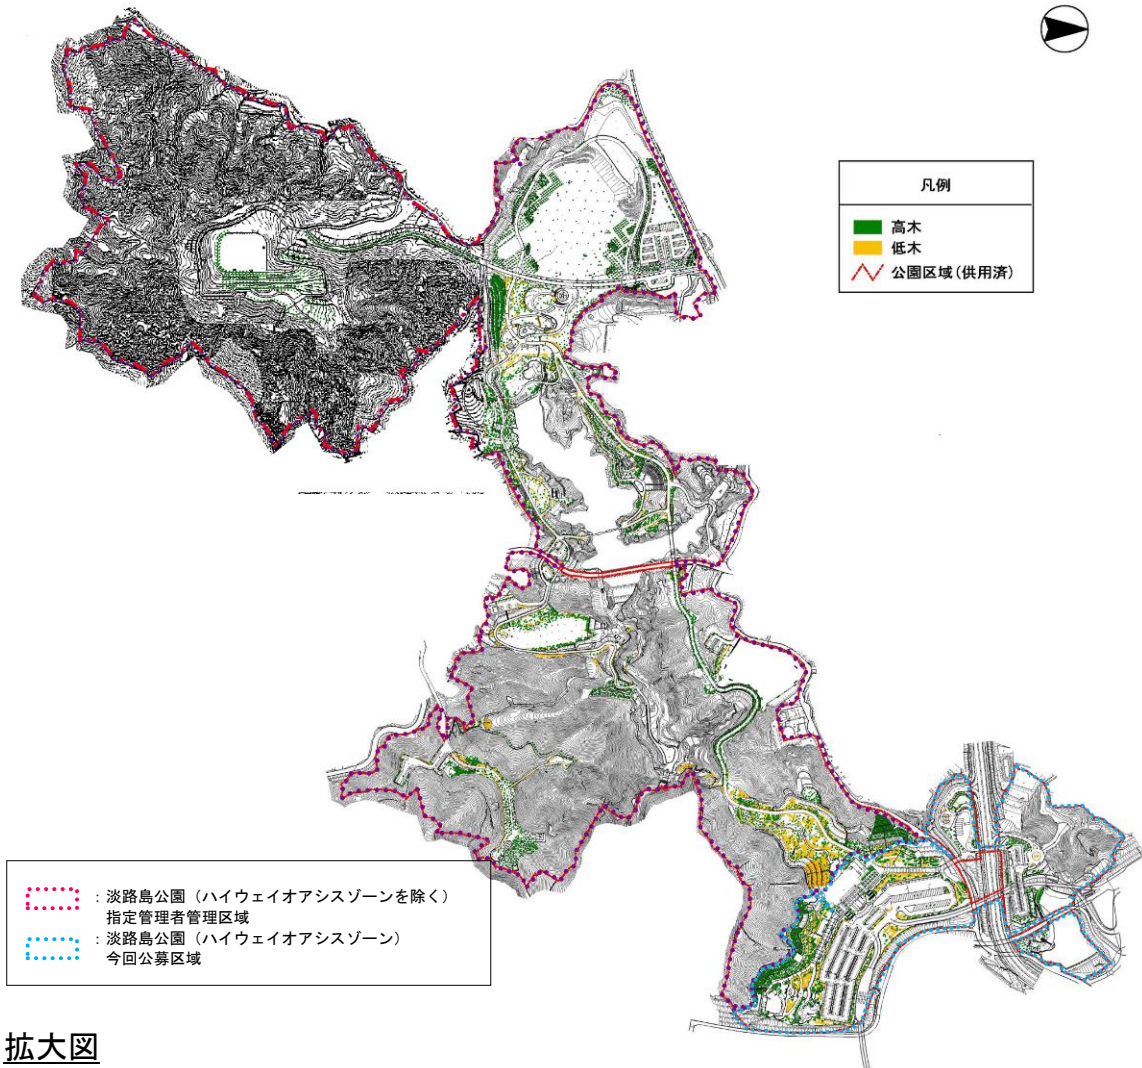 凡例
高木
低木
公園区域(供用済)
：淡路島公園（ハイウェイオアシスゾーンを除く）
指定管理者管理区域
：淡路島公園（ハイウェイオアシスゾーン）
今回公募区域
拡大図